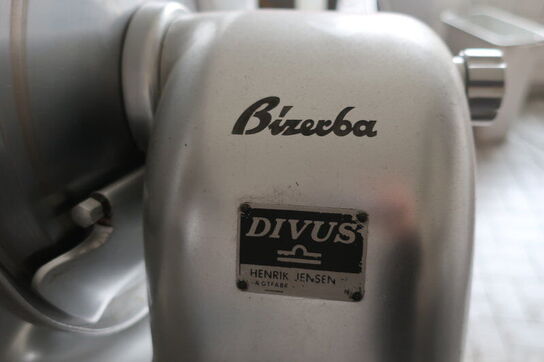 Bizerba
DIVUS
HENRIK JENSEN